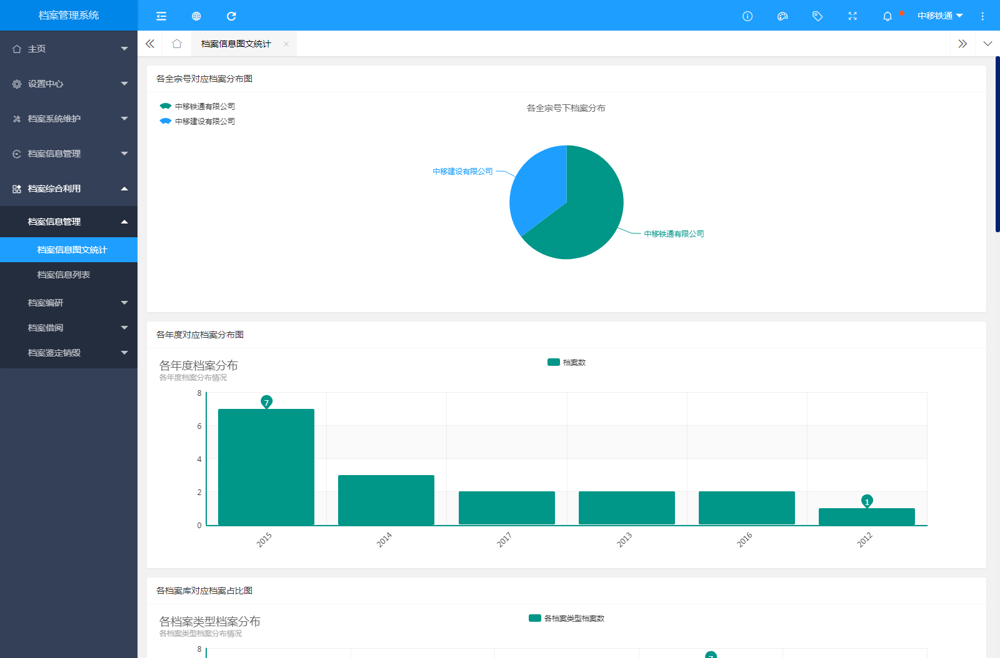 档案管理系统
中移铁通
主页
设置中心
档案系统维护
档案信息管理
档案综合利用
档案信息管理
档案信息图文统计
档案信息列表
档案编研
档案借阅
档案鉴定销毁
档案信息图文统计
各全宗号对应档案分布图
中移铁通有限公司
中移建设有限公司
各全宗号下档案分布
中移建设有限公司
中移铁通有限公司
各年度对应档案分布图
各年度档案分布
各年度档案分布情况
档案数
8
6
4
2
0
7
1
2015
2014
2017
2013
2016
2012
各档案库对应档案占比图
各档案类型档案分布
各档案类型档案分布情况
各档案类型档案数
8
7